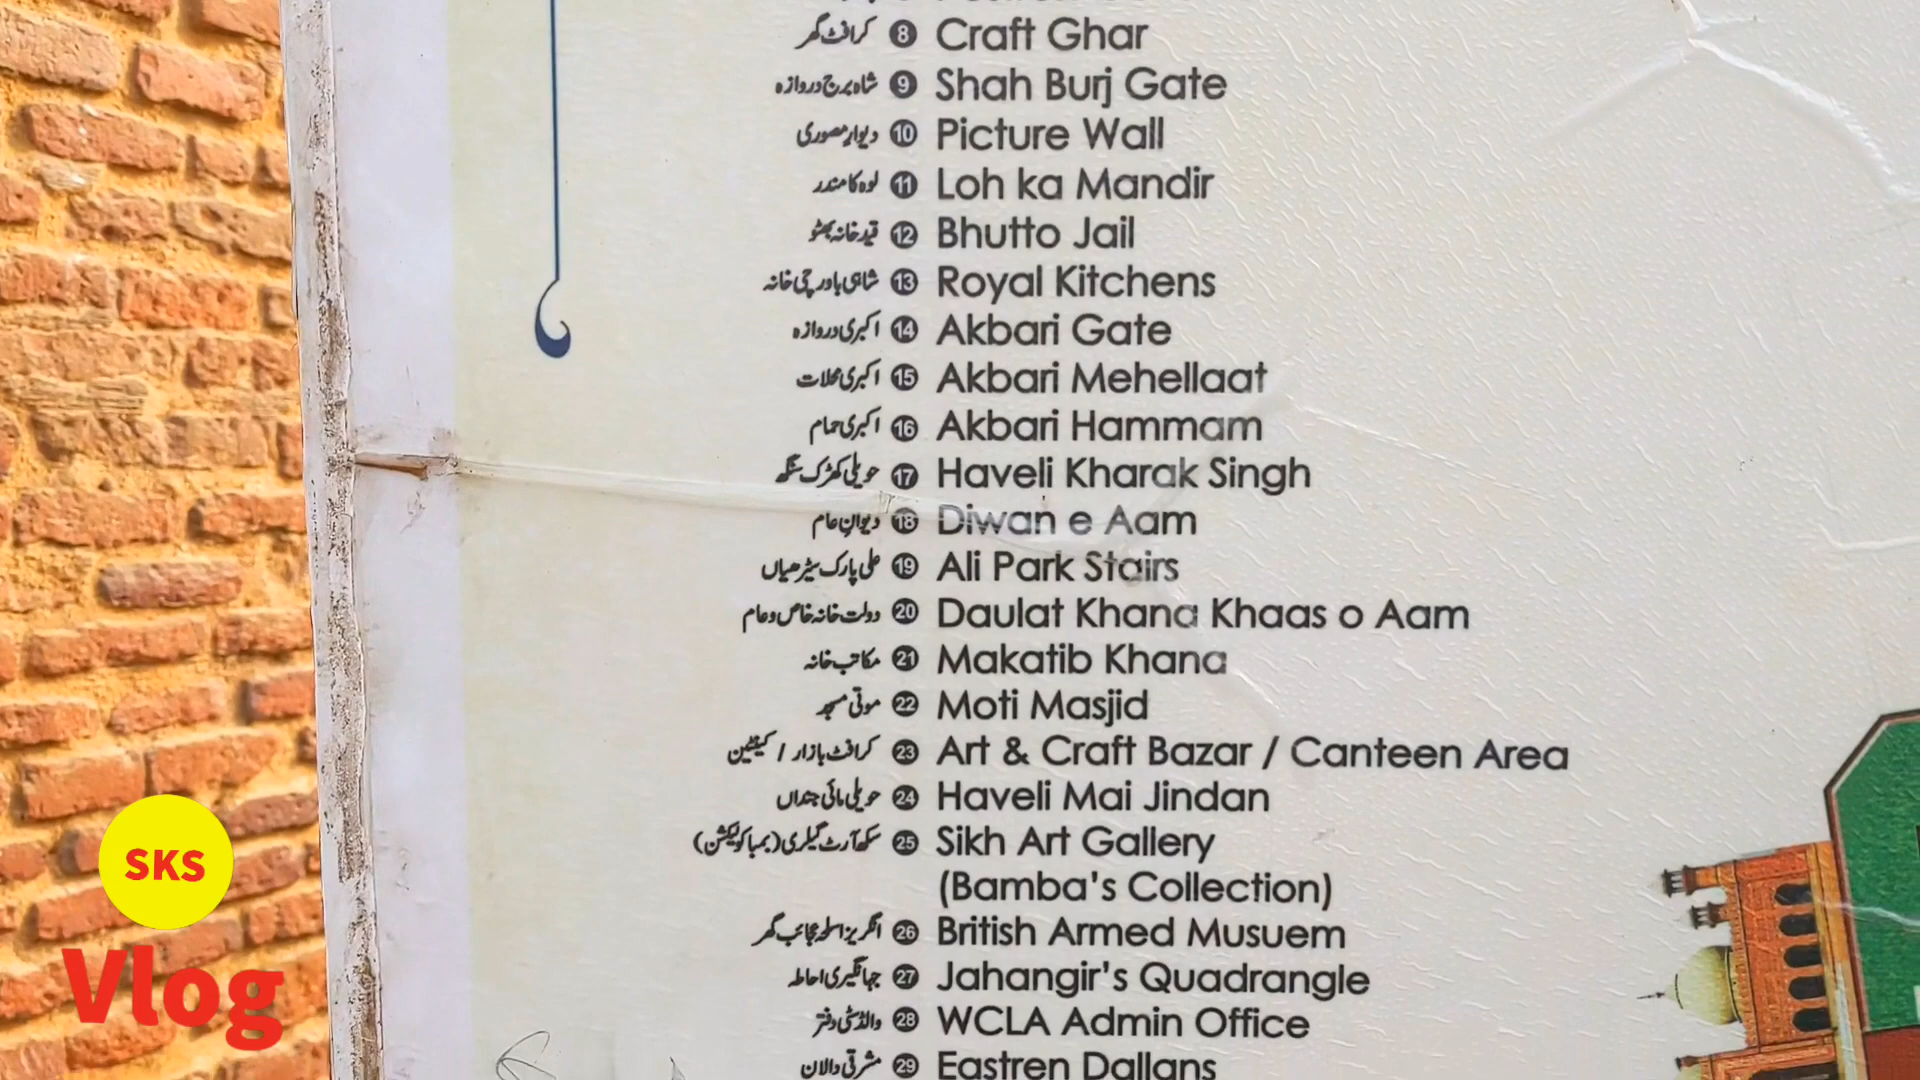 کرافٹ گھر 8 Craft Ghar
شاہ برج دروازہ 9 Shah Burj Gate
دیوارِ مصوری 10 Picture Wall
لوہ کا مندر 11 Loh ka Mandir
قید خانہ بھٹو 12 Bhutto Jail
شاہی باورچی خانہ 13 Royal Kitchens
اکبری دروازہ 14 Akbari Gate
اکبری محلات 15 Akbari Mehellaat
اکبری حمام 16 Akbari Hammam
حویلی کھڑک سنگھ 17 Haveli Kharak Singh
دیوانِ عام 18 Diwan e Aam
علی پارک سیڑھیاں 19 Ali Park Stairs
دولت خانہ خاص و عام 20 Daulat Khana Khaas o Aam
مکاتب خانہ 21 Makatib Khana
موتی مسجد 22 Moti Masjid
کرافٹ بازار / کینٹین 23 Art & Craft Bazar / Canteen Area
حویلی مائی جنداں 24 Haveli Mai Jindan
سکھ آرٹ گیلری (بمبا کولیکشن) 25 Sikh Art Gallery
(Bamba's Collection)
انگریز اسلحہ عجائب گھر 26 British Armed Musuem
جہانگیری احاطہ 27 Jahangir's Quadrangle
والڈ سٹی دفتر 28 WCLA Admin Office
مشرقی دالان 29 Eastren Dallans
SKS
Vlog